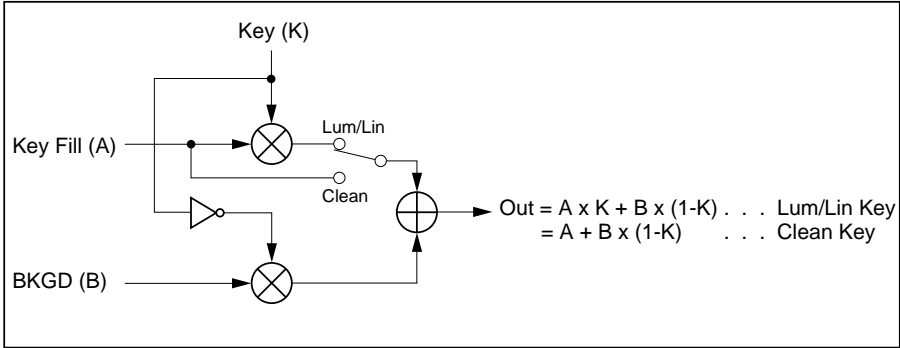 Key (K)
Lum/Lin
Key Fill (A)
Clean
Out = A x K + B x (1-K) . . . Lum/Lin Key
= A + B x (1-K) . . . Clean Key
BKGD (B)